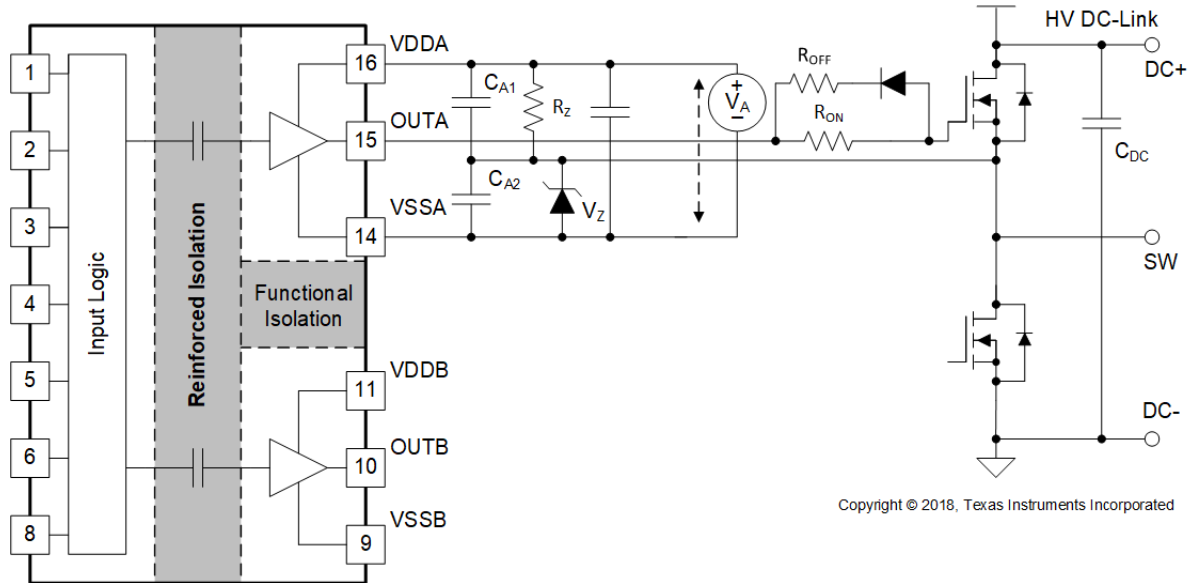 1
2
3
4
5
6
8
Input Logic
Reinforced Isolation
Functional
Isolation
VDDA
16
OUTA
15
VSSA
14
VDDB
11
OUTB
10
VSSB
9
CA1
RZ
CA2
VZ
+
VA
−
ROFF
RON
HV DC-Link
DC+
CDC
SW
DC-
Copyright © 2018, Texas Instruments Incorporated